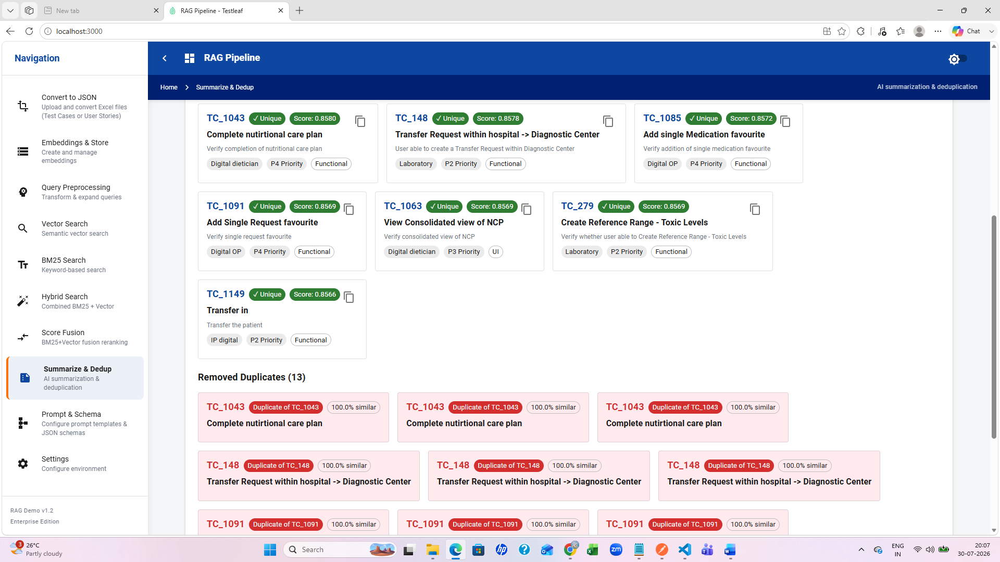 New tab
RAG Pipeline - Testleaf
localhost:3000
Chat
Navigation
RAG Pipeline
Home
Summarize & Dedup
AI summarization & deduplication
Convert to JSON
Upload and convert Excel files
(Test Cases or User Stories)
Embeddings & Store
Create and manage
embeddings
Query Preprocessing
Transform & expand queries
Vector Search
Semantic vector search
BM25 Search
Keyword-based search
Hybrid Search
Combined BM25 + Vector
Score Fusion
BM25+Vector fusion reranking
Summarize & Dedup
AI summarization &
deduplication
Prompt & Schema
Configure prompt templates &
JSON schemas
Settings
Configure environment
RAG Demo v1.2
Enterprise Edition
TC_1043 ✓ Unique Score: 0.8580
Complete nutirtional care plan
Verify completion of nutritional care plan
Digital dietician P4 Priority Functional
TC_148 ✓ Unique Score: 0.8578
Transfer Request within hospital -> Diagnostic Center
User able to create a Transfer Request within Diagnostic Center
Laboratory P2 Priority Functional
TC_1085 ✓ Unique Score: 0.8572
Add single Medication favourite
Verify addition of single medication favourite
Digital OP P4 Priority Functional
TC_1091 ✓ Unique Score: 0.8569
Add Single Request favourite
Verify single request favourite
Digital OP P4 Priority Functional
TC_1063 ✓ Unique Score: 0.8569
View Consolidated view of NCP
Verify consolidated view of NCP
Digital dietician P3 Priority UI
TC_279 ✓ Unique Score: 0.8569
Create Reference Range - Toxic Levels
Verify whether user able to Create Reference Range - Toxic Levels
Laboratory P2 Priority Functional
TC_1149 ✓ Unique Score: 0.8566
Transfer in
Transfer the patient
IP digital P2 Priority Functional
Removed Duplicates (13)
TC_1043 Duplicate of TC_1043 100.0% similar
Complete nutirtional care plan
TC_1043 Duplicate of TC_1043 100.0% similar
Complete nutirtional care plan
TC_1043 Duplicate of TC_1043 100.0% similar
Complete nutirtional care plan
TC_148 Duplicate of TC_148 100.0% similar
Transfer Request within hospital -> Diagnostic Center
TC_148 Duplicate of TC_148 100.0% similar
Transfer Request within hospital -> Diagnostic Center
TC_148 Duplicate of TC_148 100.0% similar
Transfer Request within hospital -> Diagnostic Center
TC_1091 Duplicate of TC_1091 100.0% similar
TC_1091 Duplicate of TC_1091 100.0% similar
TC_1091 Duplicate of TC_1091 100.0% similar
3
26°C
Partly cloudy
Search
hp
zm
ENG
IN
20:07
30-07-2026